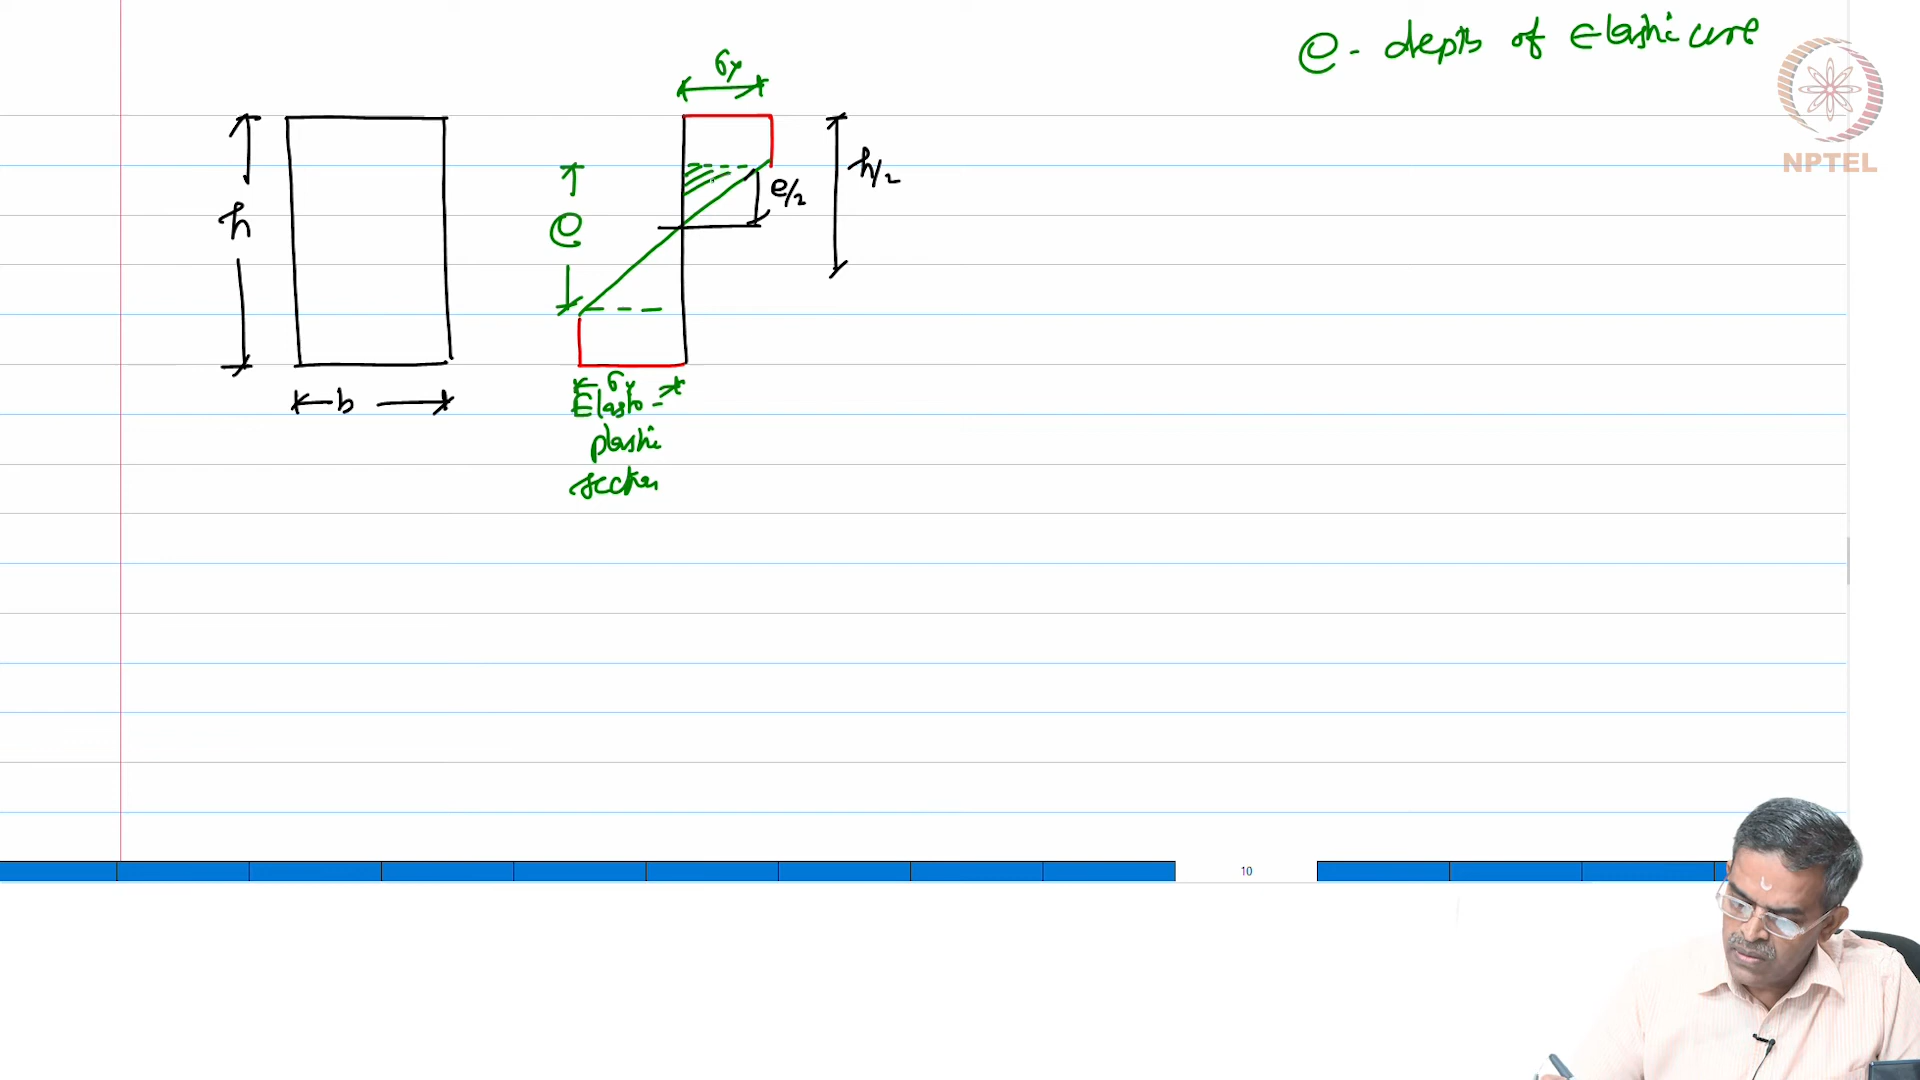 e - depth of Elastic core
NPTEL
σy
h/2
e/2
h
e
b
σy
Elasto -
plastic
section
10